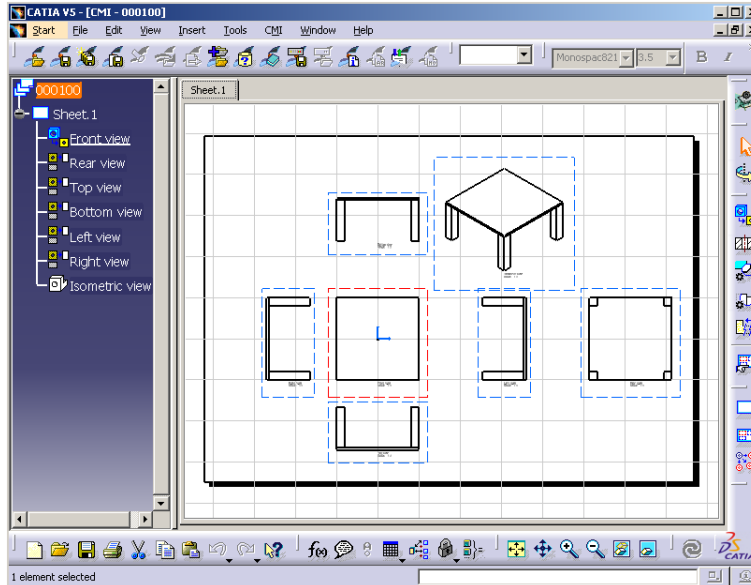 CATIA V5 - [CMI - 000100]
Start File Edit View Insert Tools CMI Window Help
Monospac821 3.5 B I
000100
Sheet.1
Sheet.1
Front view
Rear view
Top view
Bottom view
Left view
Right view
Isometric view
f(x)
CATIA
1 element selected